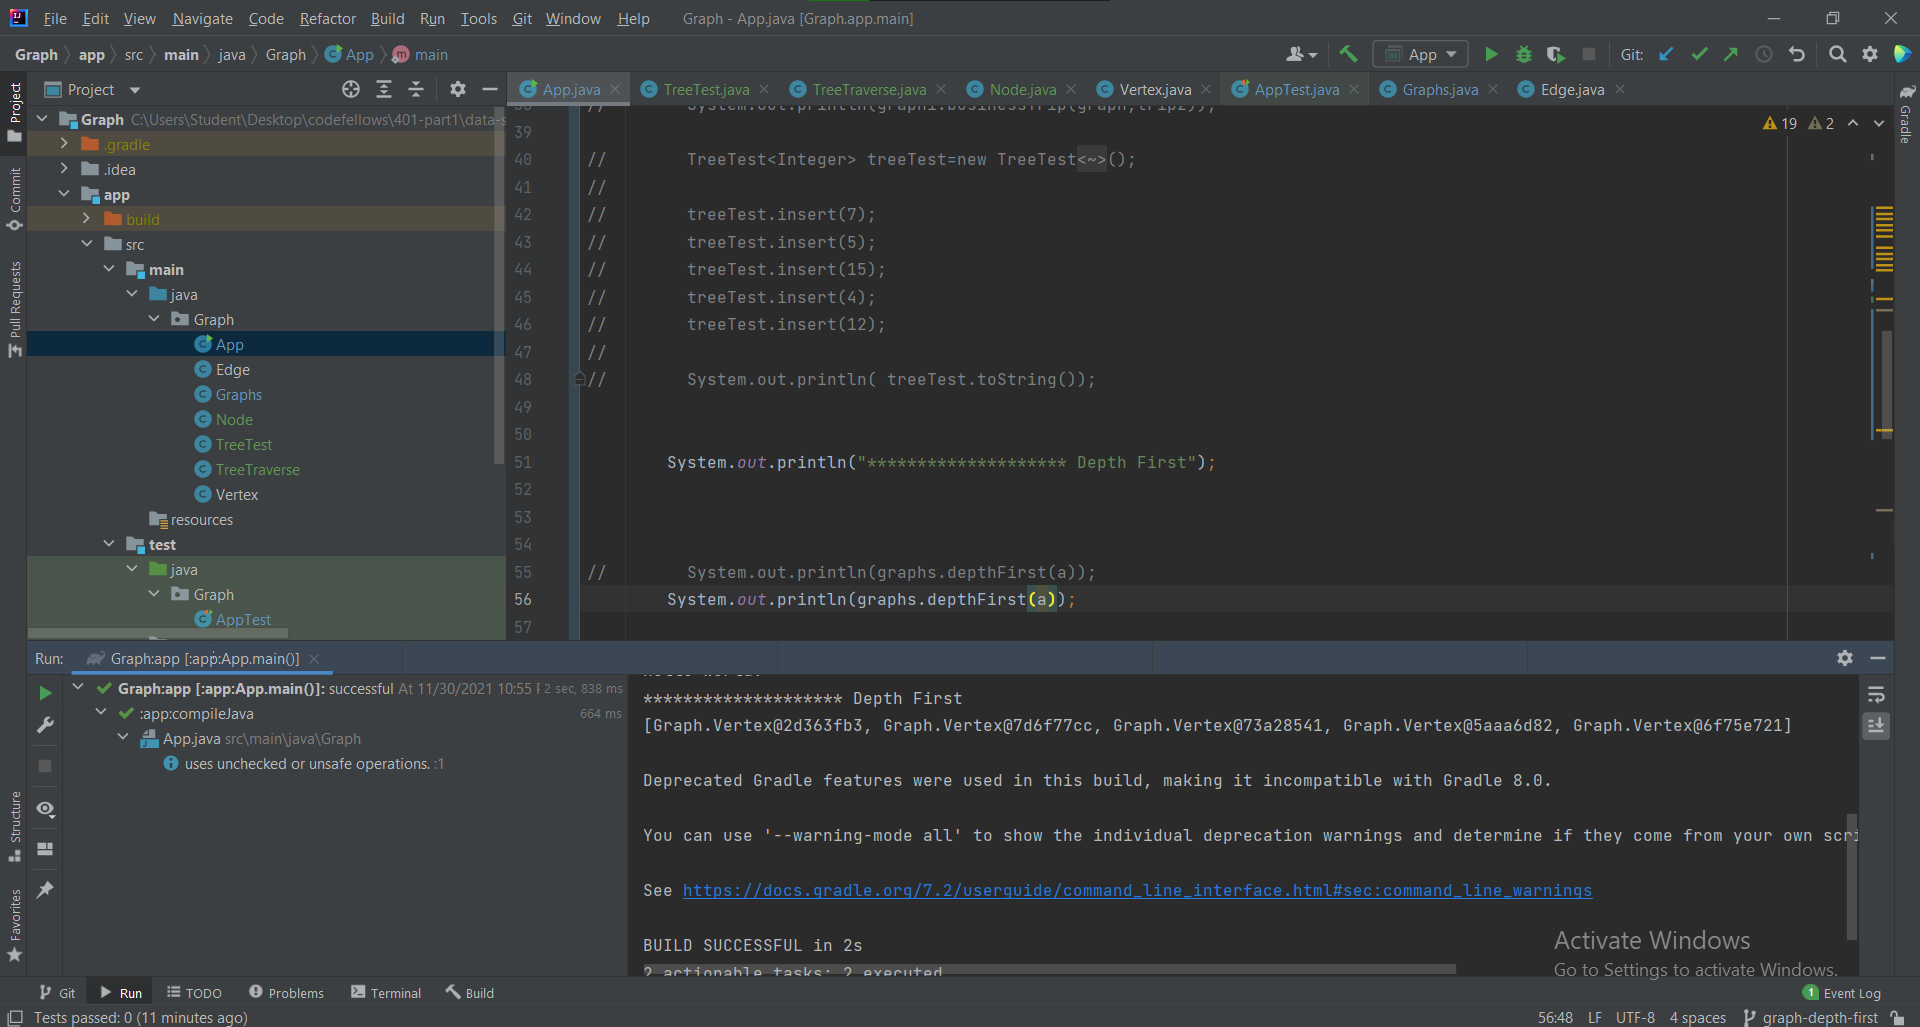 File Edit View Navigate Code Refactor Build Run Tools Git Window Help Graph - App.java [Graph.app.main]
Graph app src main java Graph App main
App Git:
Project
App.java TreeTest.java TreeTraverse.java Node.java Vertex.java AppTest.java Graphs.java Edge.java
Graph C:\Users\Student\Desktop\codefellows\401-part1\data-s
.gradle
.idea
app
build
src
main
java
Graph
App
Edge
Graphs
Node
TreeTest
TreeTraverse
Vertex
resources
test
java
Graph
AppTest
Project
Commit
Pull Requests
Structure
Favorites
Gradle
19 2
38 // System.out.println(graph1.businessTrip(graph,trip2));
39
40 // TreeTest<Integer> treeTest=new TreeTest<~>();
41 //
42 // treeTest.insert(7);
43 // treeTest.insert(5);
44 // treeTest.insert(15);
45 // treeTest.insert(4);
46 // treeTest.insert(12);
47 //
48 // System.out.println( treeTest.toString());
49
50
51 System.out.println("******************** Depth First");
52
53
54
55 // System.out.println(graphs.depthFirst(a));
56 System.out.println(graphs.depthFirst(a));
57
Run: Graph:app [:app:App.main()]
Graph:app [:app:App.main()]: successful At 11/30/2021 10:55 P 2 sec, 838 ms
:app:compileJava 664 ms
App.java src\main\java\Graph
uses unchecked or unsafe operations. :1
******************** Depth First
[Graph.Vertex@2d363fb3, Graph.Vertex@7d6f77cc, Graph.Vertex@73a28541, Graph.Vertex@5aaa6d82, Graph.Vertex@6f75e721]
Deprecated Gradle features were used in this build, making it incompatible with Gradle 8.0.
You can use '--warning-mode all' to show the individual deprecation warnings and determine if they come from your own scri
See https://docs.gradle.org/7.2/userguide/command_line_interface.html#sec:command_line_warnings
BUILD SUCCESSFUL in 2s
2 actionable tasks: 2 executed
Activate Windows
Go to Settings to activate Windows.
Git Run TODO Problems Terminal Build 1 Event Log
Tests passed: 0 (11 minutes ago) 56:48 LF UTF-8 4 spaces graph-depth-first